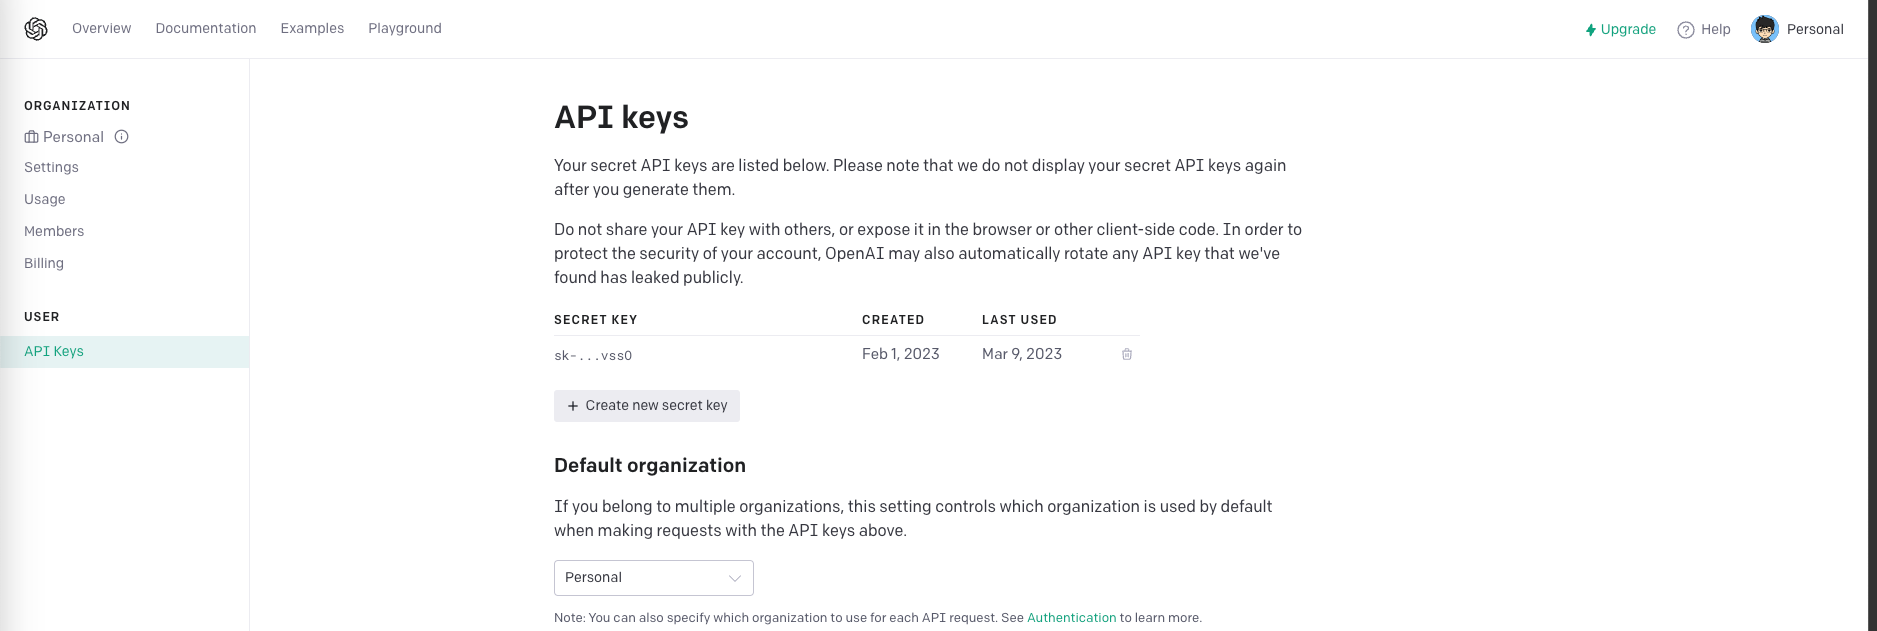 Overview Documentation Examples Playground
Upgrade Help Personal
ORGANIZATION
Personal
Settings
Usage
Members
Billing
USER
API Keys
API keys
Your secret API keys are listed below. Please note that we do not display your secret API keys again
after you generate them.
Do not share your API key with others, or expose it in the browser or other client-side code. In order to
protect the security of your account, OpenAI may also automatically rotate any API key that we've
found has leaked publicly.
SECRET KEY CREATED LAST USED
sk-...vssO Feb 1, 2023 Mar 9, 2023
+ Create new secret key
Default organization
If you belong to multiple organizations, this setting controls which organization is used by default
when making requests with the API keys above.
Personal
Note: You can also specify which organization to use for each API request. See Authentication to learn more.